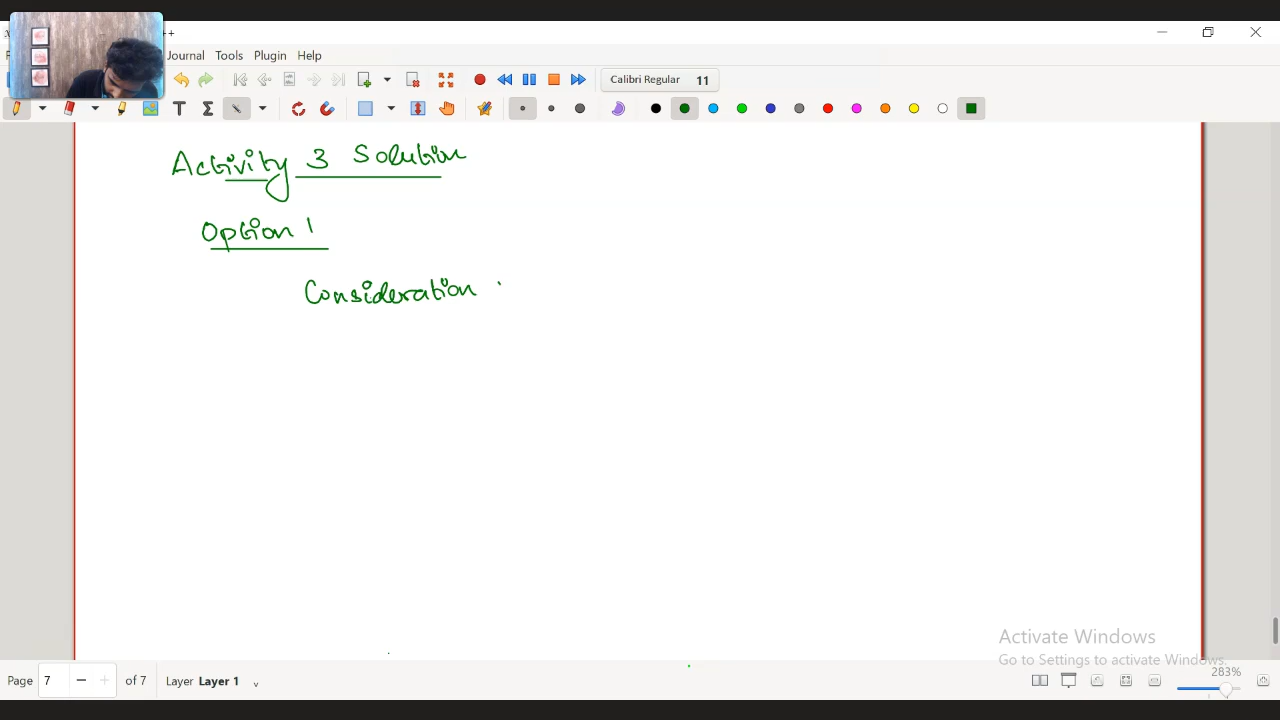 ++
Journal Tools Plugin Help
Calibri Regular 11
Activity 3 Solution
Option 1
Consideration
Activate Windows
Go to Settings to activate Windows.
Page 7 of 7 Layer Layer 1
283%